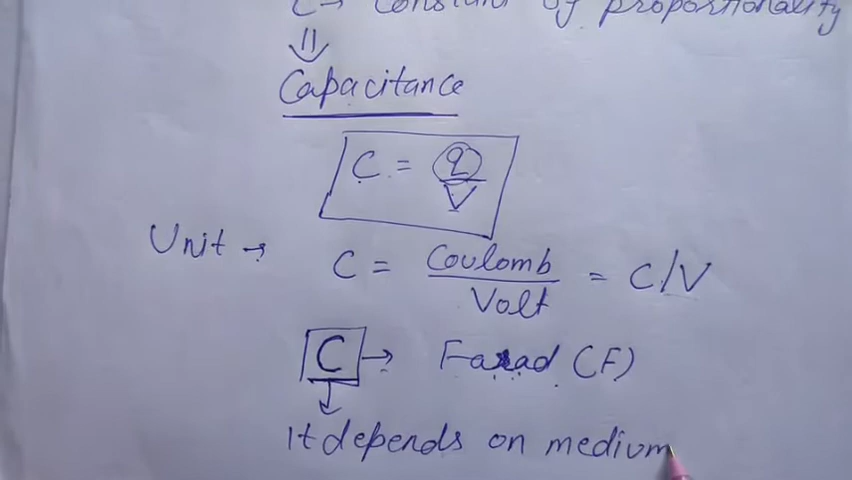 C → Constant of proportionality
⇓
Capacitance
C = q/V
Unit → C = Coulomb/Volt = C/V
C → Farad (F)
↓
It depends on medium